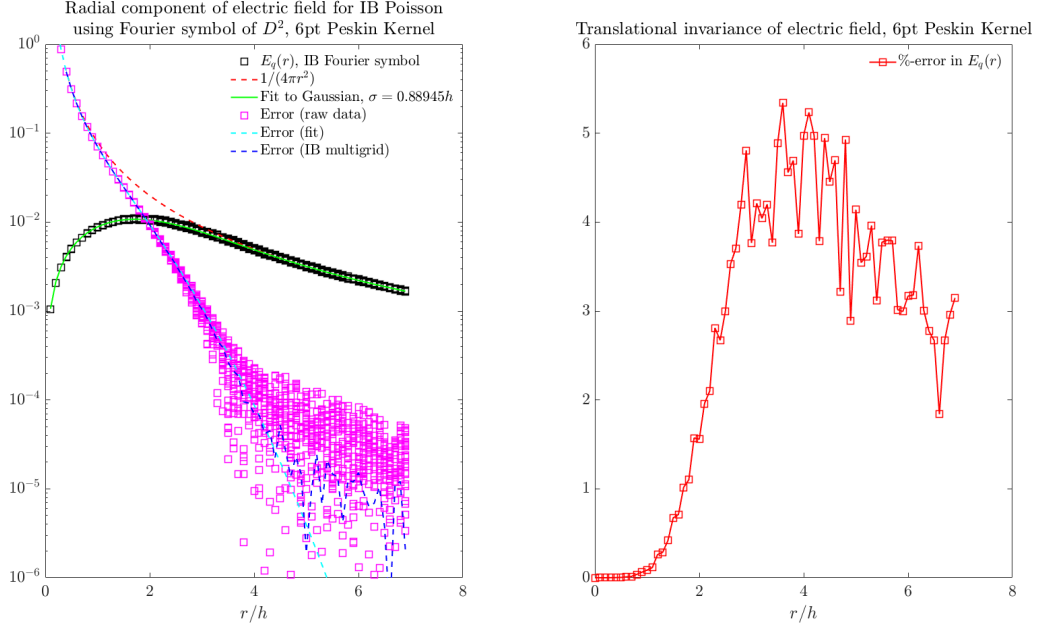 Radial component of electric field for IB Poisson
using Fourier symbol of D², 6pt Peskin Kernel
10⁰
10⁻¹
10⁻²
10⁻³
10⁻⁴
10⁻⁵
10⁻⁶
0
2
4
6
8
r/h
E_q(r), IB Fourier symbol
1/(4πr²)
Fit to Gaussian, σ = 0.88945h
Error (raw data)
Error (fit)
Error (IB multigrid)
Translational invariance of electric field, 6pt Peskin Kernel
6
5
4
3
2
1
0
0
2
4
6
8
r/h
%-error in E_q(r)